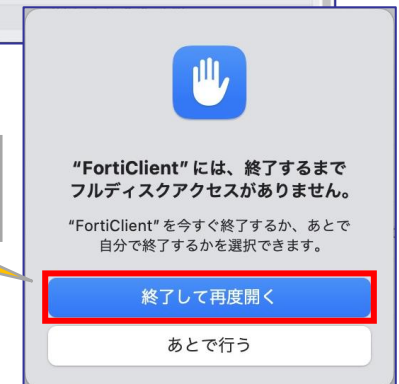 “FortiClient” には、終了するまで
フルディスクアクセスがありません。
“FortiClient” を今すぐ終了するか、あとで
自分で終了するかを選択できます。
終了して再度開く
あとで行う